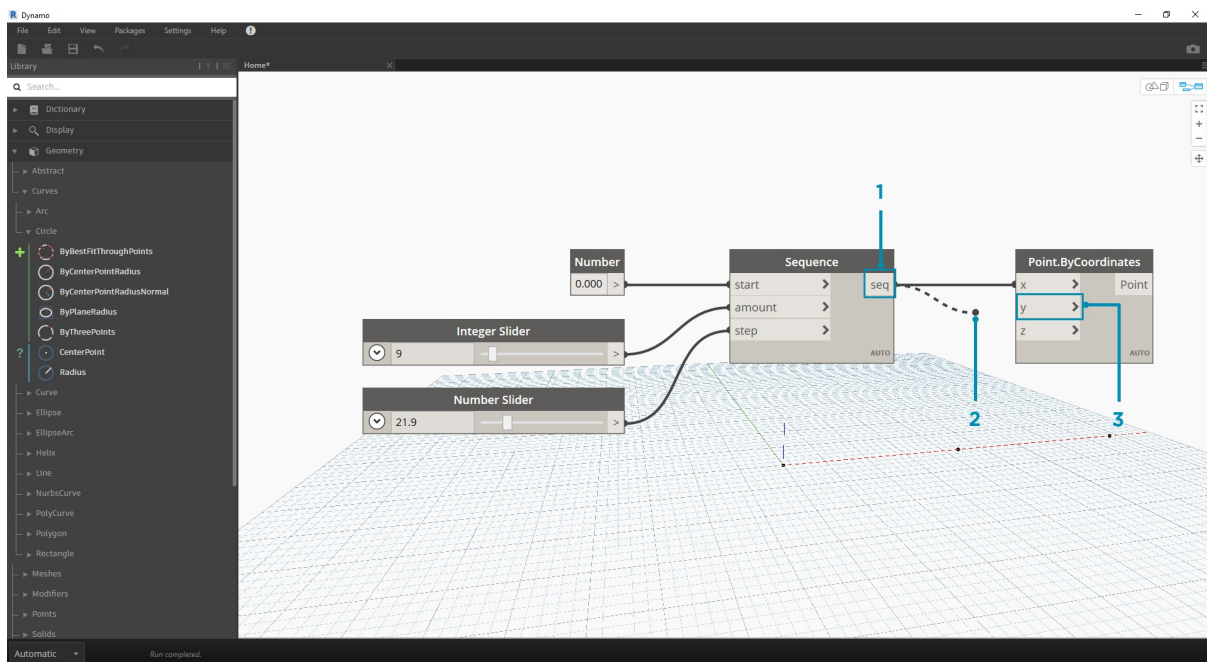 Dynamo
File Edit View Packages Settings Help
Library
Home*
Search...
Dictionary
Display
Geometry
Abstract
Curves
Arc
Circle
ByBestFitThroughPoints
ByCenterPointRadius
ByCenterPointRadiusNormal
ByPlaneRadius
ByThreePoints
CenterPoint
Radius
Curve
Ellipse
EllipseArc
Helix
Line
NurbsCurve
PolyCurve
Polygon
Rectangle
Meshes
Modifiers
Points
Solids
Automatic
Run completed.
1
Number
0.000 >
Integer Slider
9 >
Number Slider
21.9 >
Sequence
start > seq
amount >
step >
AUTO
2
Point.ByCoordinates
x > Point
y >
z >
AUTO
3